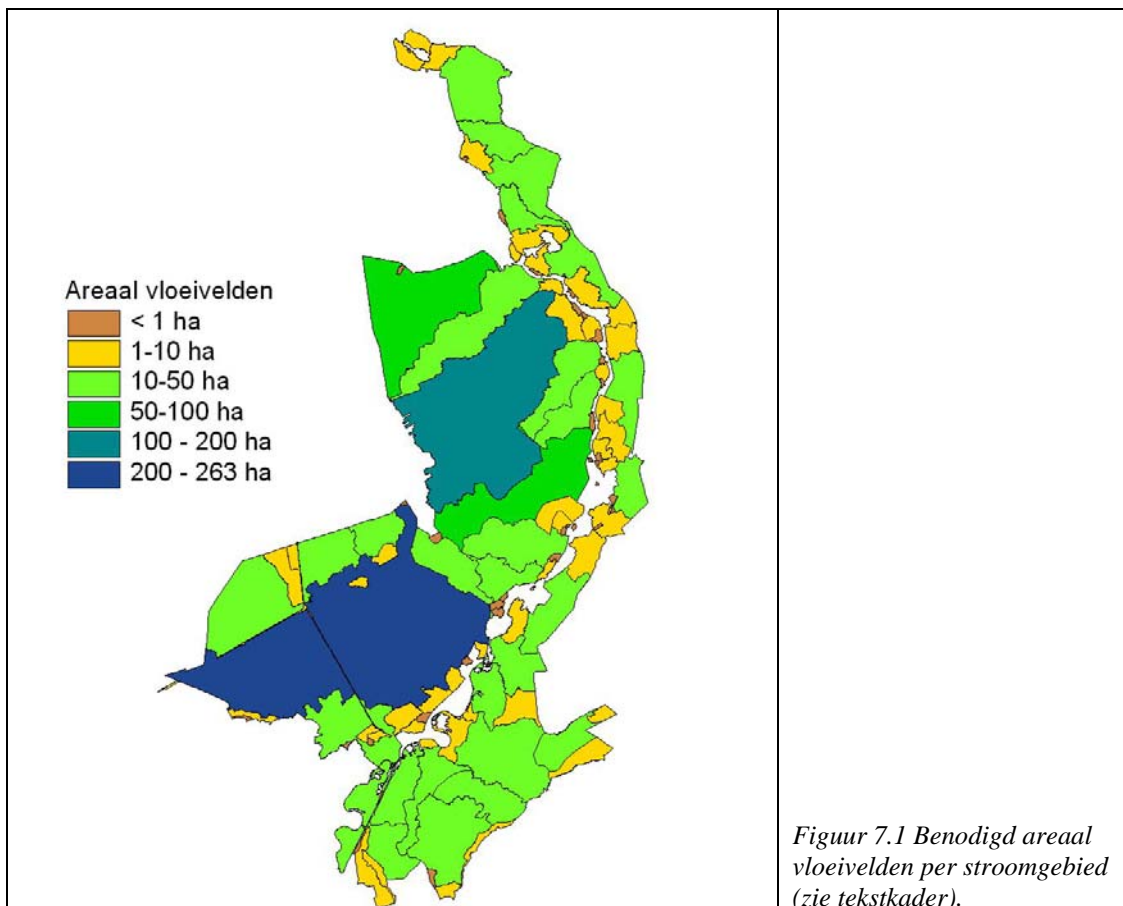 Areaal vloeivelden
< 1 ha
1-10 ha
10-50 ha
50-100 ha
100 - 200 ha
200 - 263 ha
Figuur 7.1 Benodigd areaal
vloeivelden per stroomgebied
(zie tekstkader).